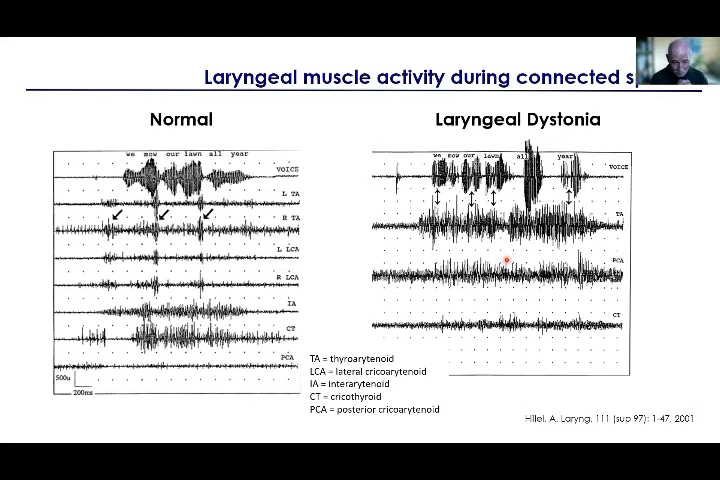 Laryngeal muscle activity during connected
Normal
Laryngeal Dystonia
we mow our lawn all year
VOICE
L TA
R TA
L LCA
R LCA
IA
CT
PCA
500u
200ms
we mow our lawn all year
VOICE
TA
PCA
CT
TA = thyroarytenoid
LCA = lateral cricoarytenoid
IA = interarytenoid
CT = cricothyroid
PCA = posterior cricoarytenoid
Hillel, A. Laryng. 111 (sup 97): 1-47, 2001